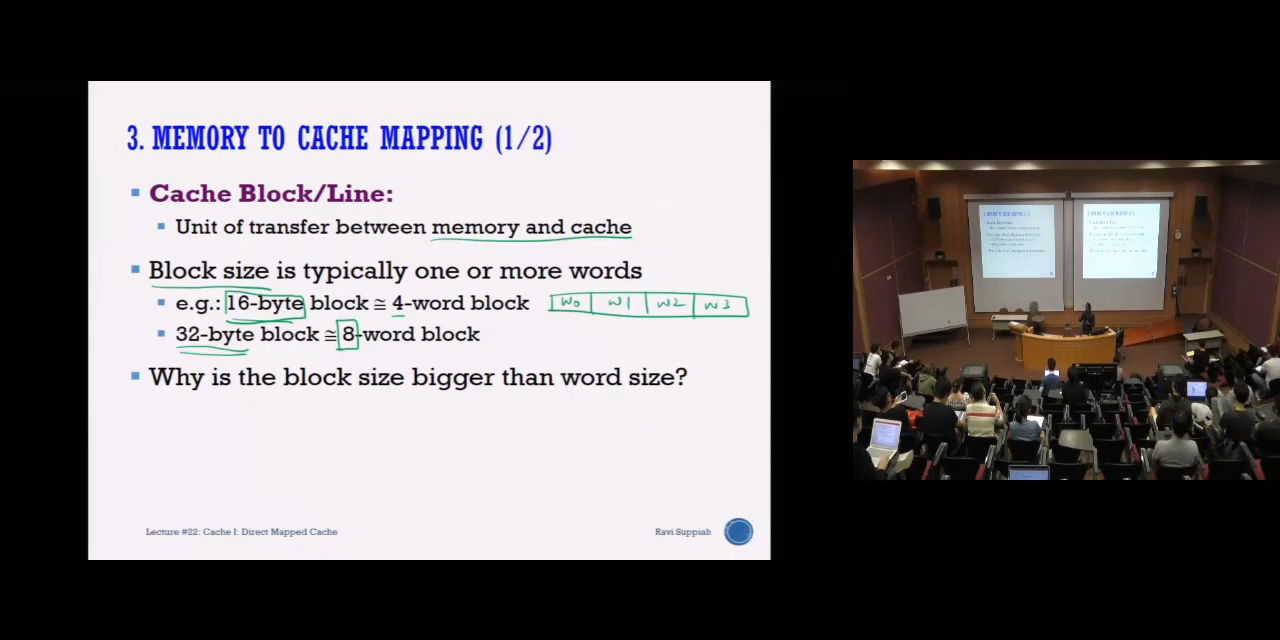 3. MEMORY TO CACHE MAPPING (1/2)
Cache Block/Line:
Unit of transfer between memory and cache
Block size is typically one or more words
e.g.: 16-byte block ≅ 4-word block W0 W1 W2 W3
32-byte block ≅ 8-word block
Why is the block size bigger than word size?
Lecture #22: Cache I: Direct Mapped Cache Ravi Suppiah